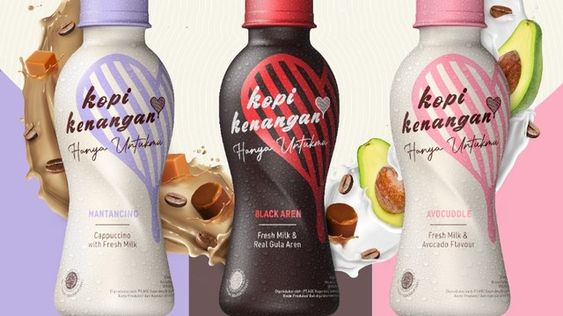 kopi
kenangan
Hanya Untukmu
MANTANCINO
Cappuccino
with Fresh Milk
kopi
kenangan
Hanya Untukmu
BLACK AREN
Fresh Milk &
Real Gula Aren
kopi
kenangan
Hanya Untukmu
AVOCUDDLE
Fresh Milk &
Avocado Flavour